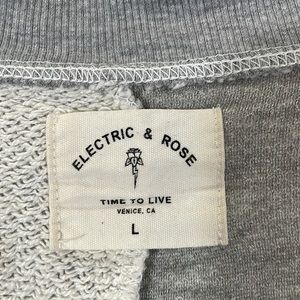 ELECTRIC & ROSE
TIME TO LIVE
VENICE, CA
L